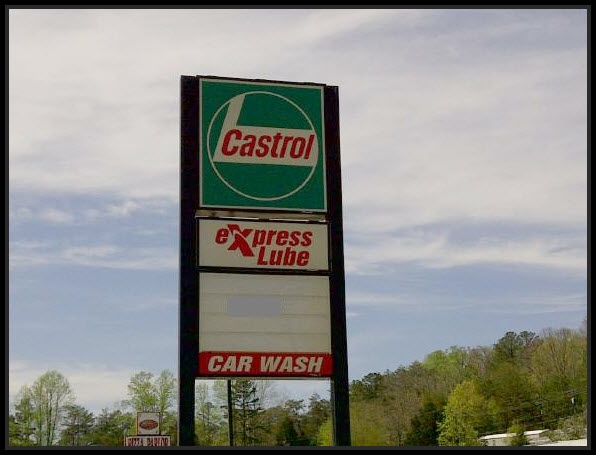 Castrol
eXpress
Lube
CAR WASH